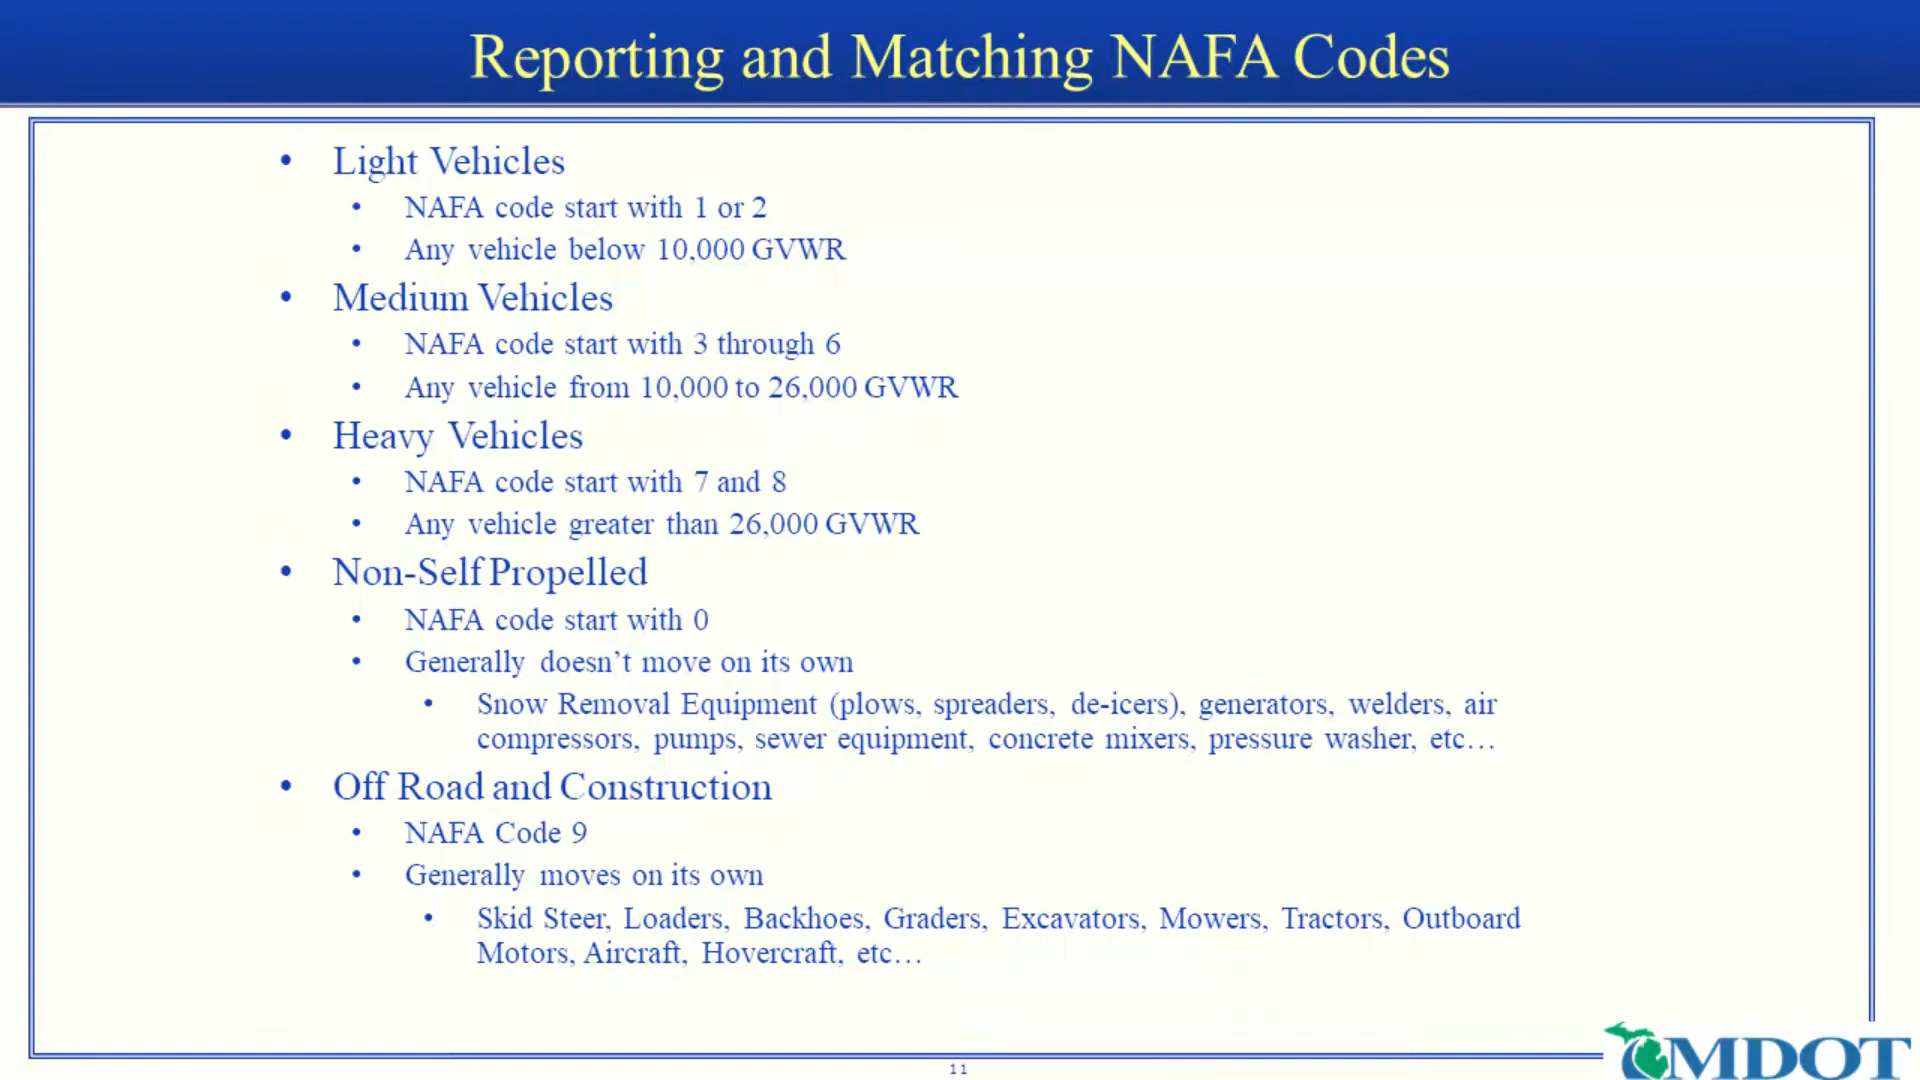 Reporting and Matching NAFA Codes
• Light Vehicles
• NAFA code start with 1 or 2
• Any vehicle below 10,000 GVWR
• Medium Vehicles
• NAFA code start with 3 through 6
• Any vehicle from 10,000 to 26,000 GVWR
• Heavy Vehicles
• NAFA code start with 7 and 8
• Any vehicle greater than 26,000 GVWR
• Non-Self Propelled
• NAFA code start with 0
• Generally doesn’t move on its own
• Snow Removal Equipment (plows, spreaders, de-icers), generators, welders, air
compressors, pumps, sewer equipment, concrete mixers, pressure washer, etc…
• Off Road and Construction
• NAFA Code 9
• Generally moves on its own
• Skid Steer, Loaders, Backhoes, Graders, Excavators, Mowers, Tractors, Outboard
Motors, Aircraft, Hovercraft, etc…
MDOT
11